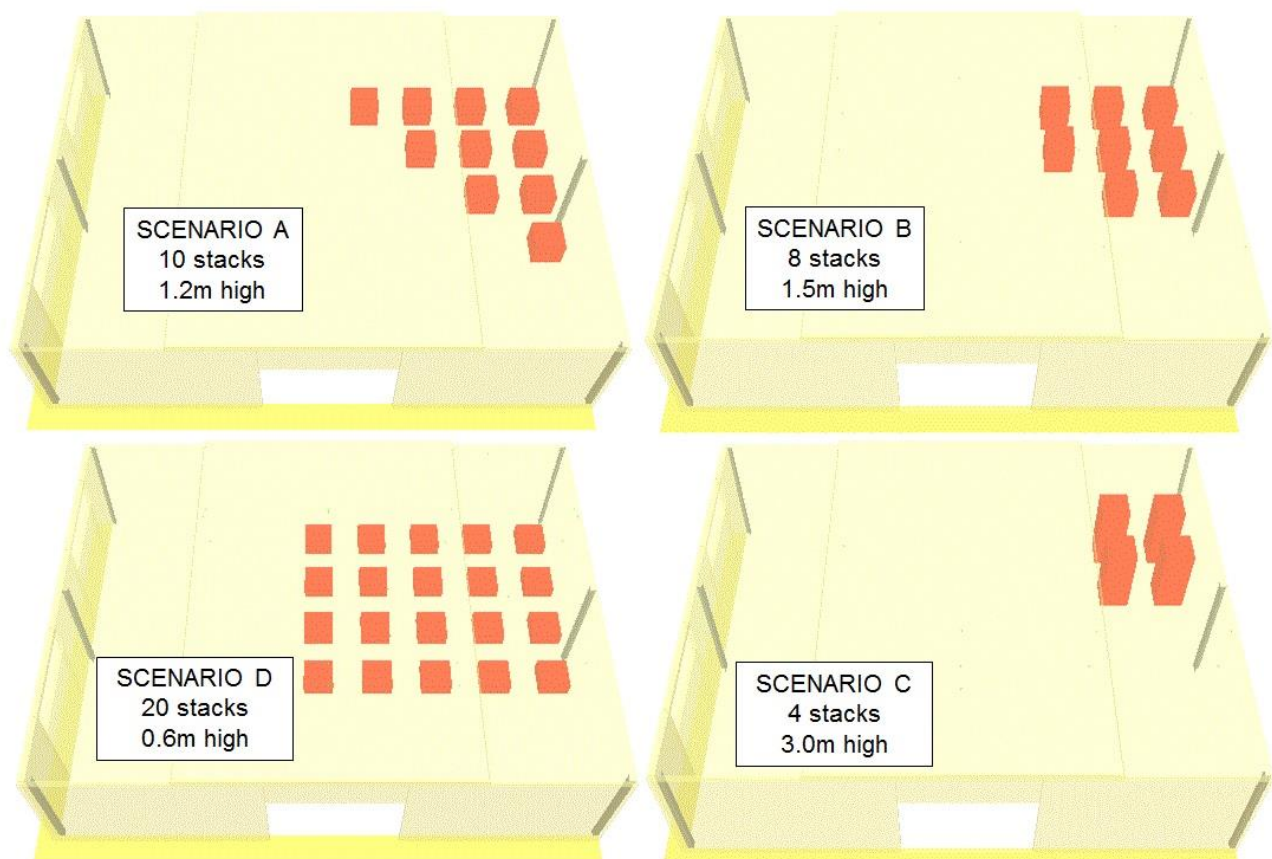 SCENARIO A
10 stacks
1.2m high
SCENARIO B
8 stacks
1.5m high
SCENARIO D
20 stacks
0.6m high
SCENARIO C
4 stacks
3.0m high